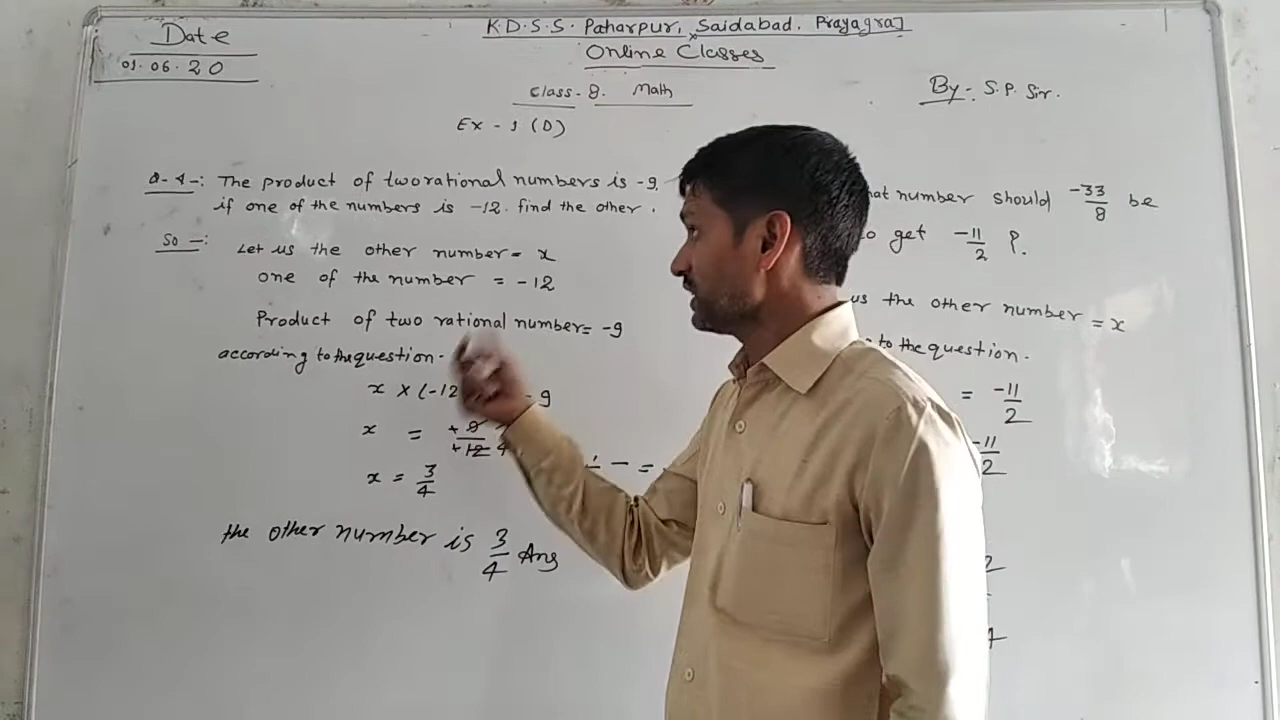 Date
01.06.20
K.D.S.S. Paharpur, Saidabad. Prayagraj
Online Classes
Class-8. Math
By-: S.P. Sir.
Ex-1(D)
Q-4-: The product of two rational numbers is -9,
if one of the numbers is -12. find the other.
So-:
Let us the other number = x
one of the number = -12
Product of two rational number = -9
according to the question-
x × (-12
- 9
x =
x = 3/4
the other number is 3/4 Ans
number should -33/8 be
get -11/2 ?
us the other number = x
to the question.
= -11/2
-11/2